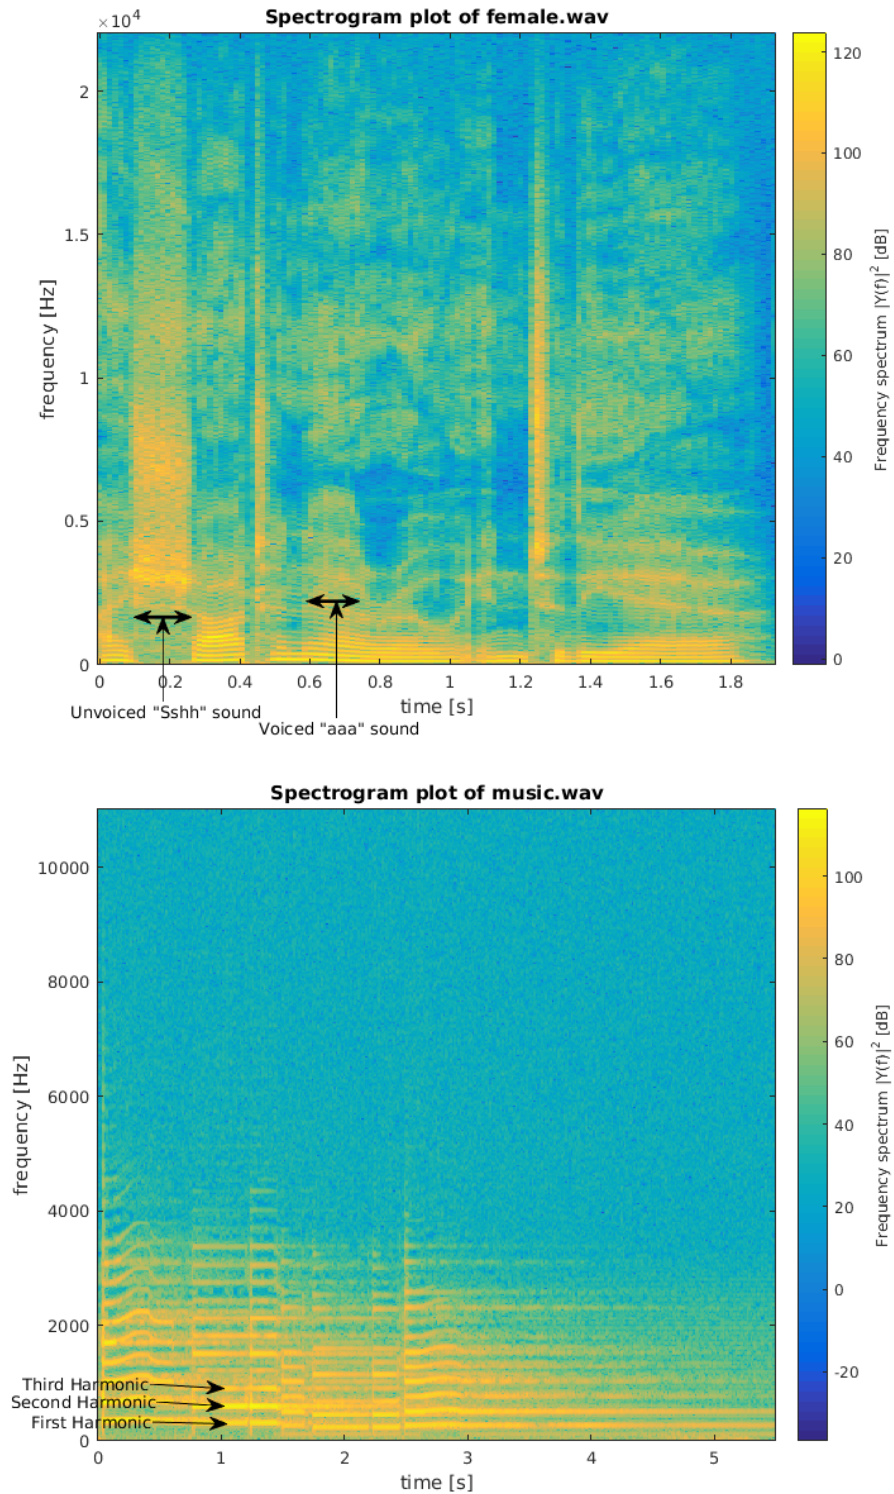 Spectrogram plot of female.wav
×10^4
2
1.5
1
0.5
0
frequency [Hz]
0 0.2 0.4 0.6 0.8 1 1.2 1.4 1.6 1.8
time [s]
Unvoiced "Sshh" sound
Voiced "aaa" sound
120
100
80
60
40
20
0
Frequency spectrum |Y(f)|² [dB]
Spectrogram plot of music.wav
10000
8000
6000
4000
2000
0
frequency [Hz]
Third Harmonic
Second Harmonic
First Harmonic
0 1 2 3 4 5
time [s]
100
80
60
40
20
0
-20
Frequency spectrum |Y(f)|² [dB]